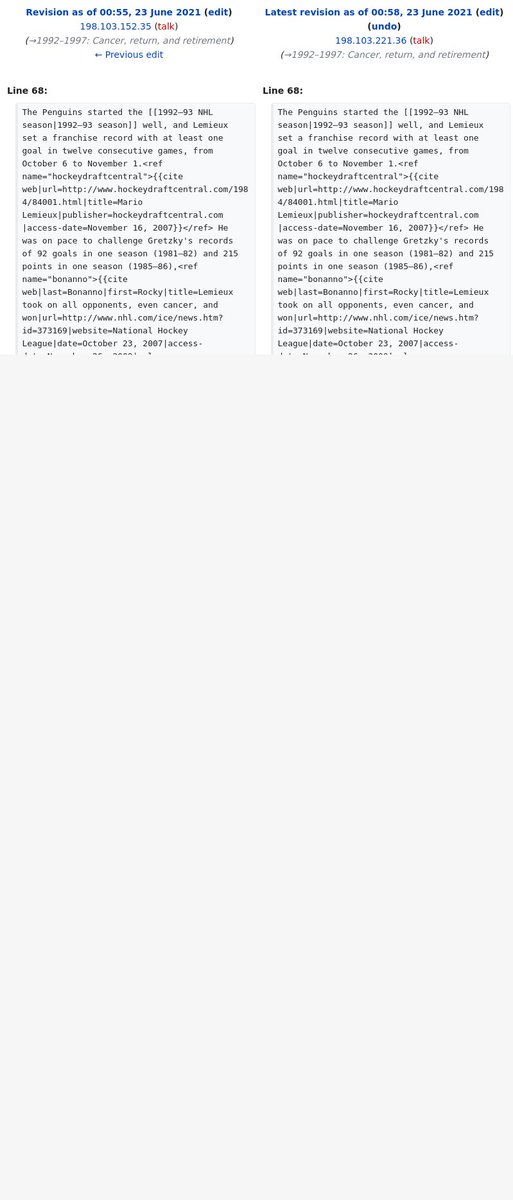 Revision as of 00:55, 23 June 2021 (edit)
198.103.152.35 (talk)
(→1992–1997: Cancer, return, and retirement)
← Previous edit
Latest revision as of 00:58, 23 June 2021 (edit)
(undo)
198.103.221.36 (talk)
(→1992–1997: Cancer, return, and retirement)
Line 68:
The Penguins started the [[1992–93 NHL
season|1992–93 season]] well, and Lemieux
set a franchise record with at least one
goal in twelve consecutive games, from
October 6 to November 1.<ref
name="hockeydraftcentral">{{cite
web|url=http://www.hockeydraftcentral.com/198
4/84001.html|title=Mario
Lemieux|publisher=hockeydraftcentral.com
|access-date=November 16, 2007}}</ref> He
was on pace to challenge Gretzky's records
of 92 goals in one season (1981–82) and 215
points in one season (1985–86),<ref
name="bonanno">{{cite
web|last=Bonanno|first=Rocky|title=Lemieux
took on all opponents, even cancer, and
won|url=http://www.nhl.com/ice/news.htm?
id=373169|website=National Hockey
League|date=October 23, 2007|access-
Line 68:
The Penguins started the [[1992–93 NHL
season|1992–93 season]] well, and Lemieux
set a franchise record with at least one
goal in twelve consecutive games, from
October 6 to November 1.<ref
name="hockeydraftcentral">{{cite
web|url=http://www.hockeydraftcentral.com/198
4/84001.html|title=Mario
Lemieux|publisher=hockeydraftcentral.com
|access-date=November 16, 2007}}</ref> He
was on pace to challenge Gretzky's records
of 92 goals in one season (1981–82) and 215
points in one season (1985–86),<ref
name="bonanno">{{cite
web|last=Bonanno|first=Rocky|title=Lemieux
took on all opponents, even cancer, and
won|url=http://www.nhl.com/ice/news.htm?
id=373169|website=National Hockey
League|date=October 23, 2007|access-